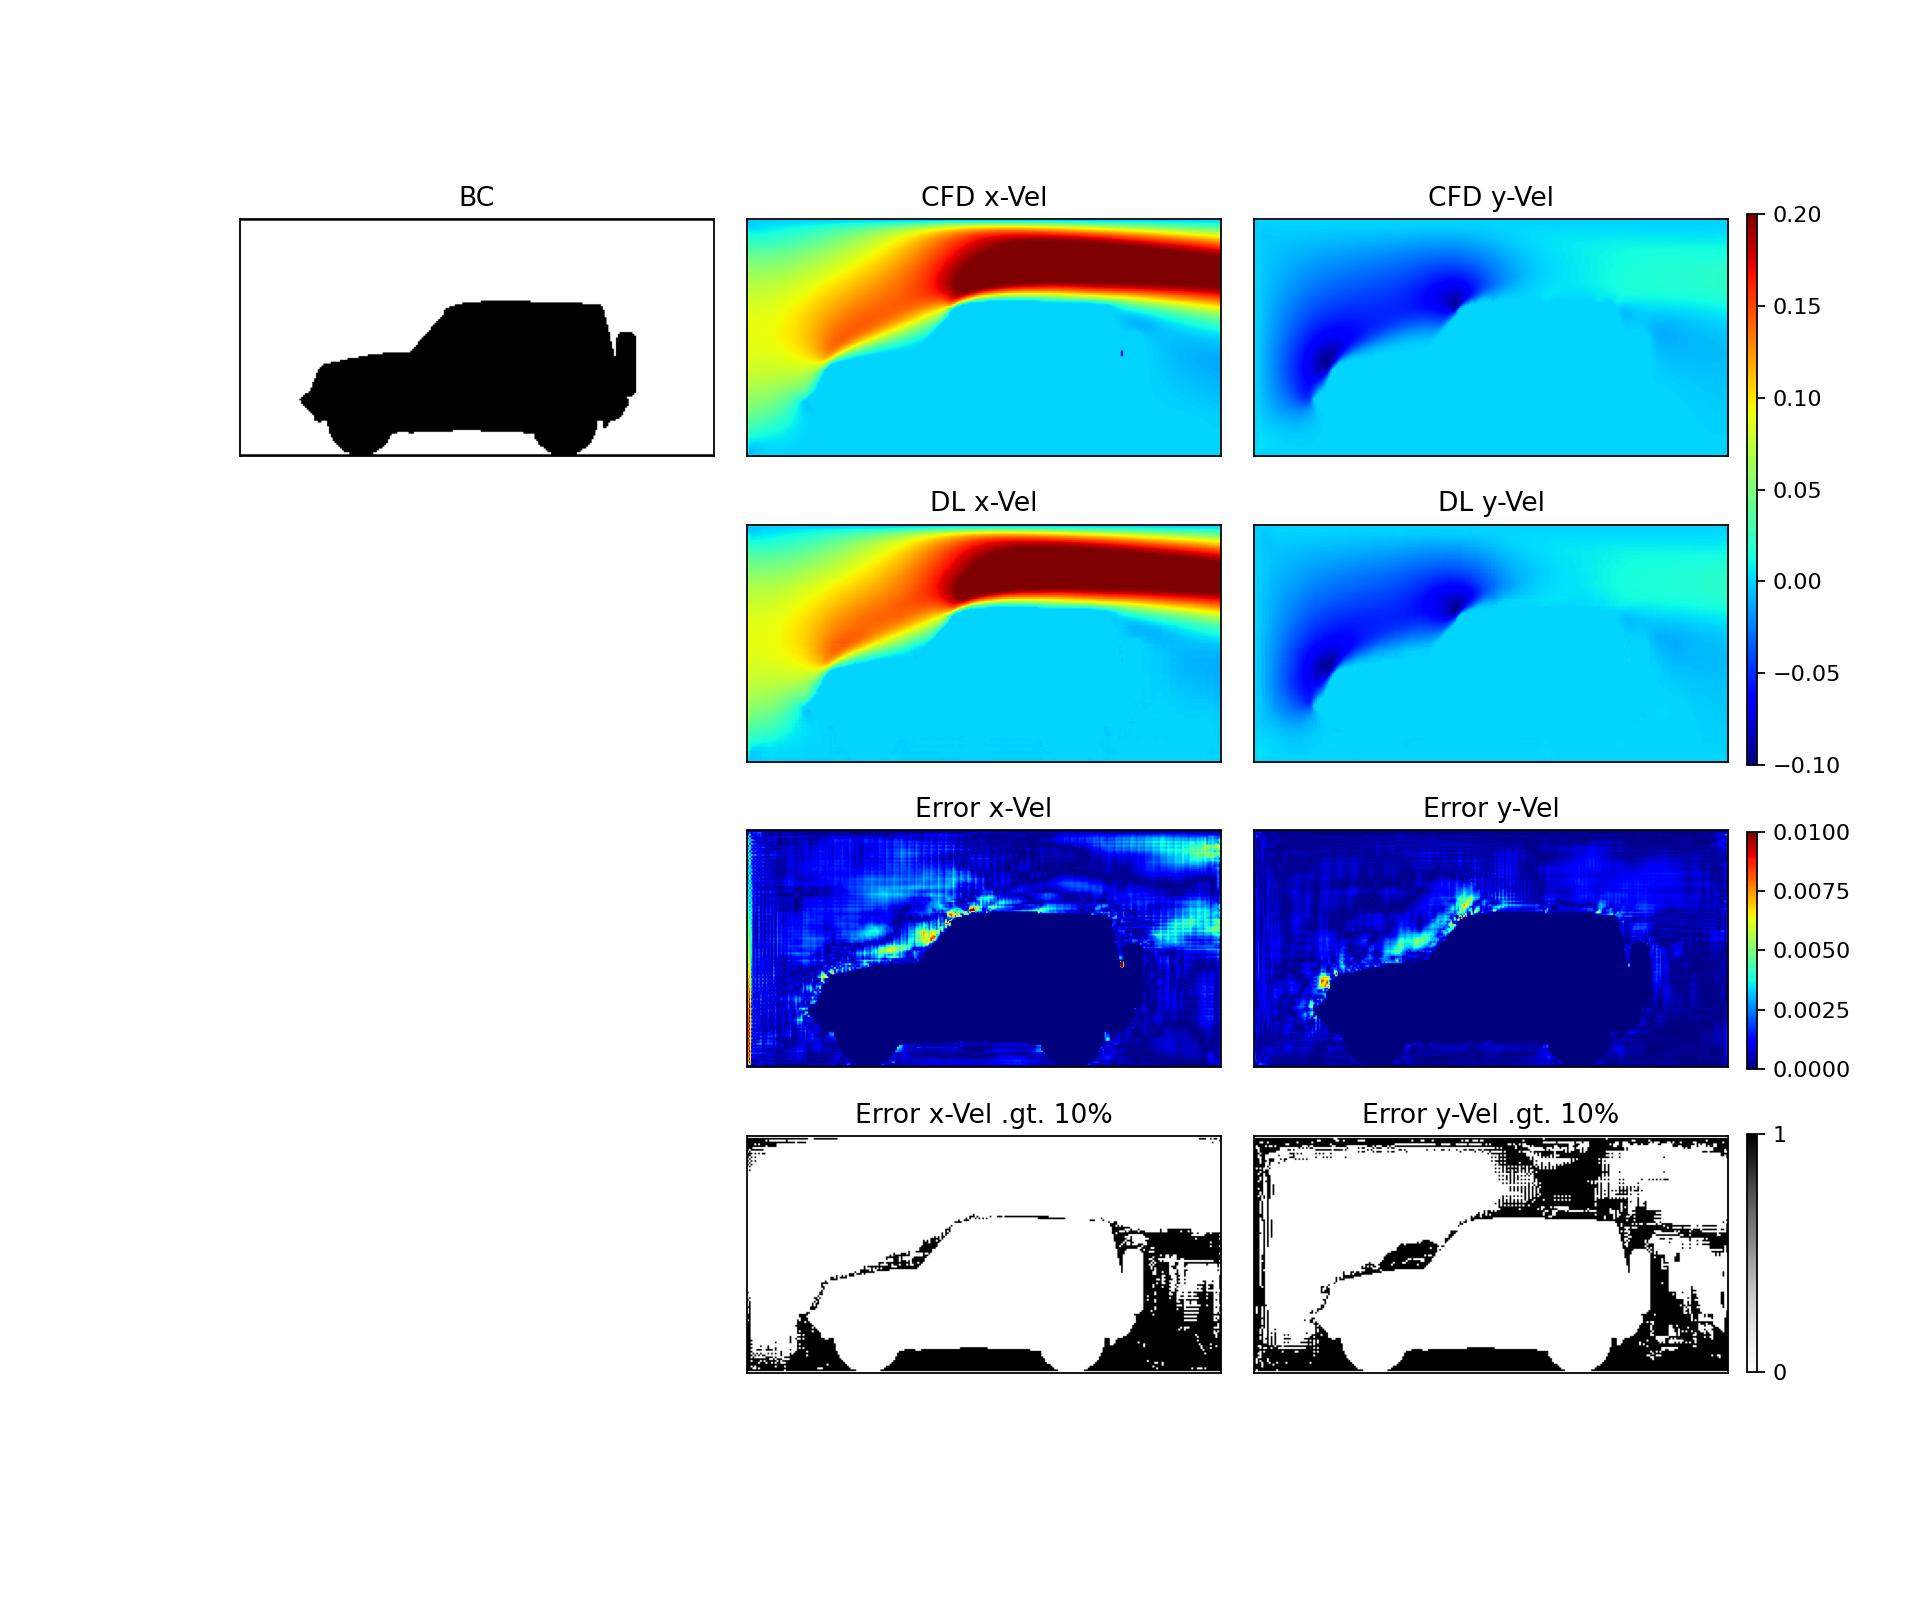 BC
CFD x-Vel
CFD y-Vel
0.20
0.15
0.10
0.05
0.00
−0.05
−0.10
DL x-Vel
DL y-Vel
Error x-Vel
Error y-Vel
0.0100
0.0075
0.0050
0.0025
0.0000
Error x-Vel .gt. 10%
Error y-Vel .gt. 10%
1
0